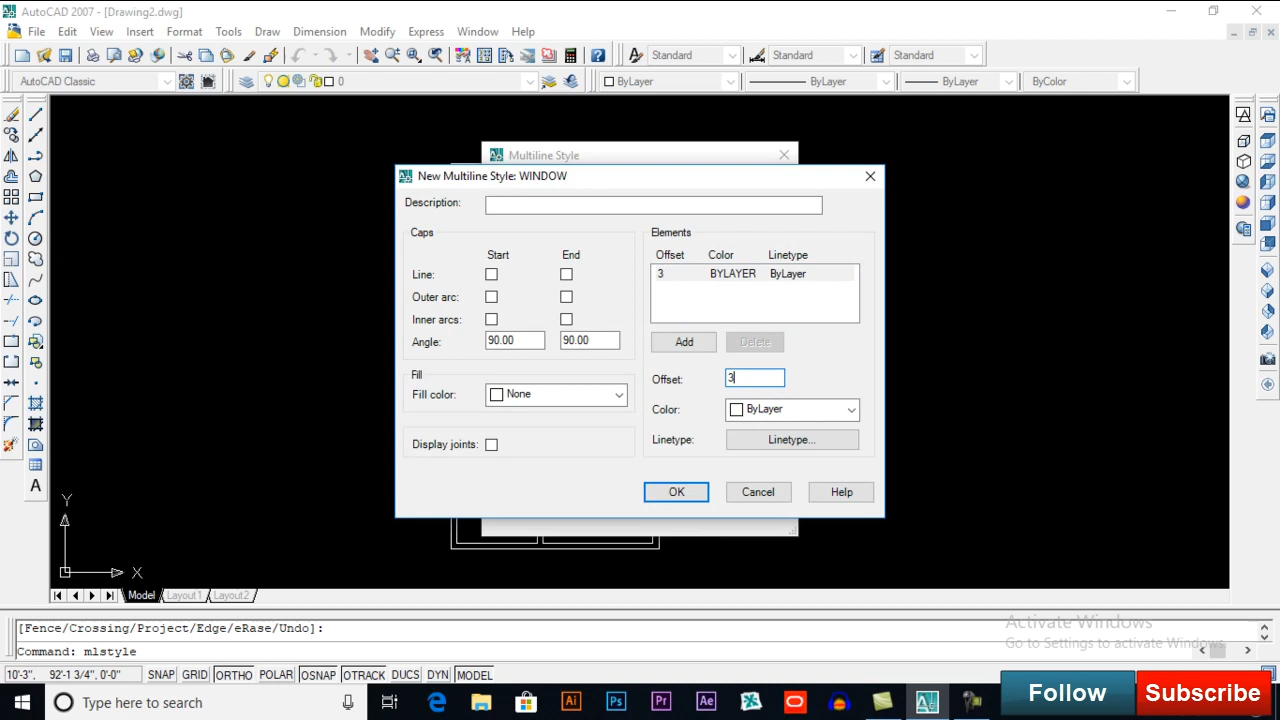 AutoCAD 2007 - [Drawing2.dwg]
File Edit View Insert Format Tools Draw Dimension Modify Express Window Help
Standard Standard Standard
AutoCAD Classic 0 ByLayer ByLayer ByLayer ByColor
Multiline Style
New Multiline Style: WINDOW
Description:
Caps
Start End
Line:
Outer arc:
Inner arcs:
Angle: 90.00 90.00
Fill
Fill color: None
Display joints:
Elements
Offset Color Linetype
3 BYLAYER ByLayer
Add Delete
Offset: 3
Color: ByLayer
Linetype: Linetype...
OK Cancel Help
Y
X
A
Model Layout1 Layout2
[Fence/Crossing/Project/Edge/eRase/Undo]:
Command: mlstyle
Activate Windows
Go to Settings to activate Windows.
10'-3", 92'-1 3/4", 0'-0" SNAP GRID ORTHO POLAR OSNAP OTRACK DUCS DYN MODEL
Type here to search
Ai Ps Pr Ae
Follow Subscribe